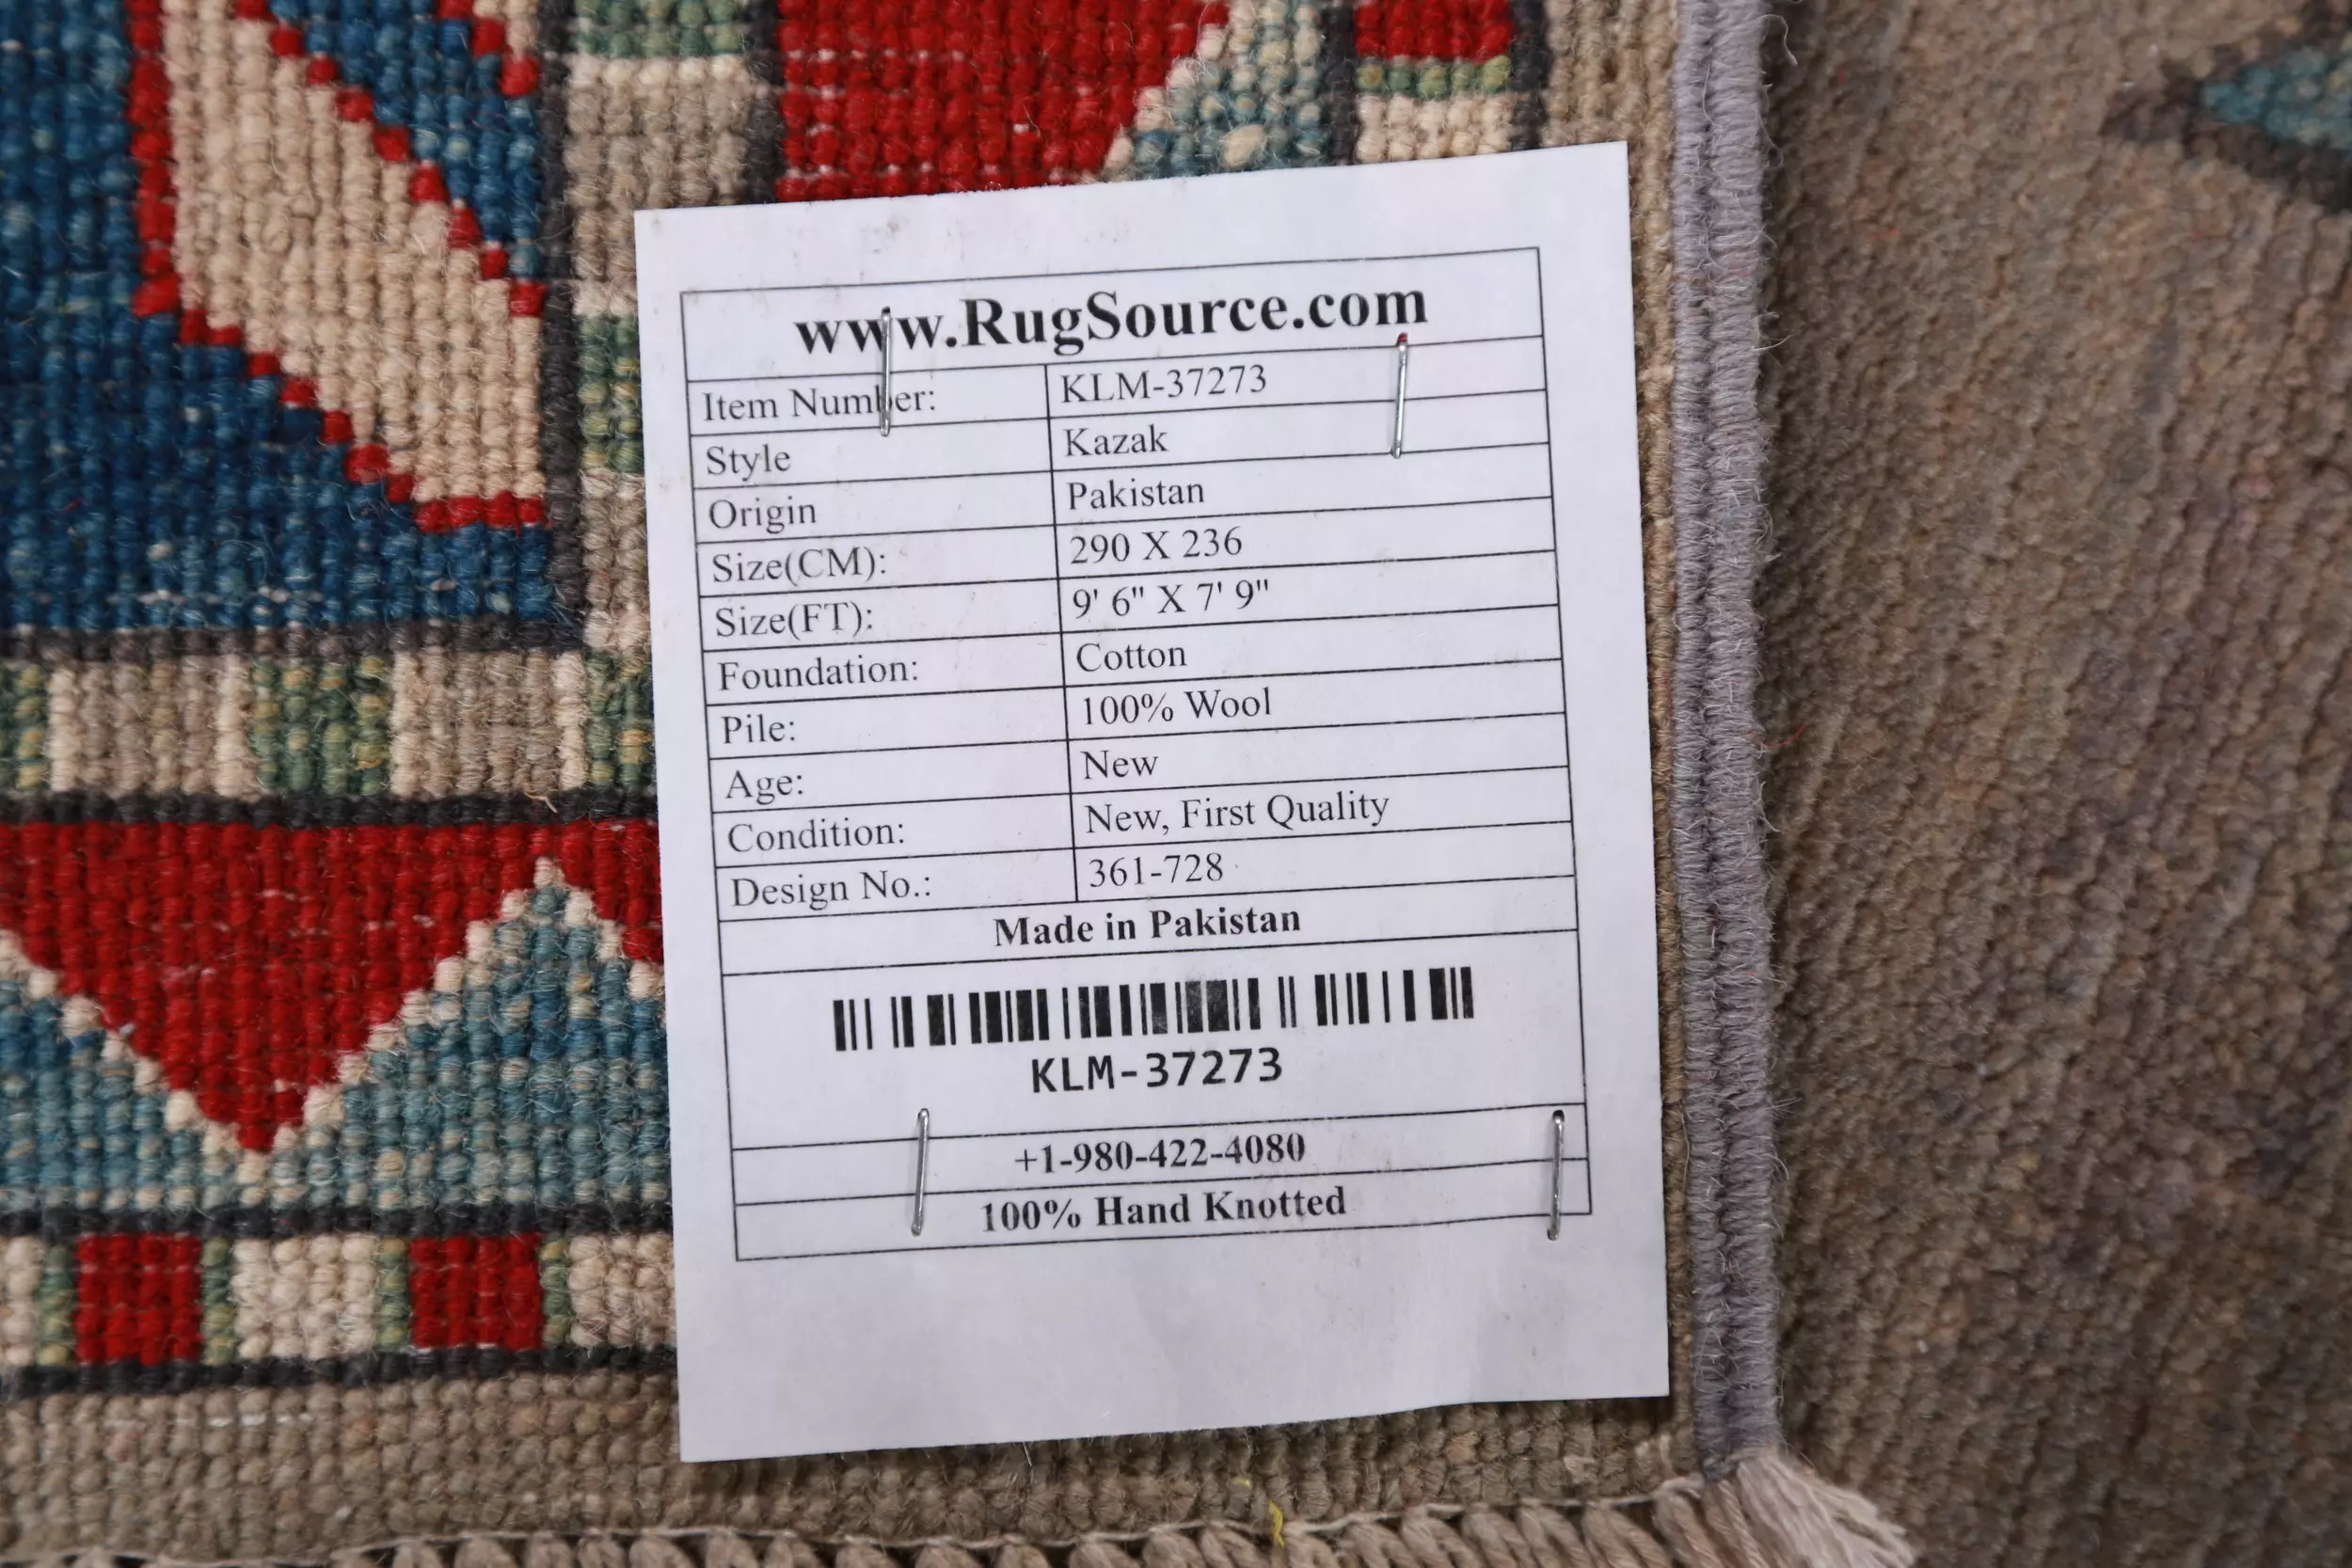 www.RugSource.com
Item Number: KLM-37273
Style Kazak
Origin Pakistan
Size(CM): 290 X 236
Size(FT): 9' 6" X 7' 9"
Foundation: Cotton
Pile: 100% Wool
Age: New
Condition: New, First Quality
Design No.: 361-728
Made in Pakistan
KLM-37273
+1-980-422-4080
100% Hand Knotted